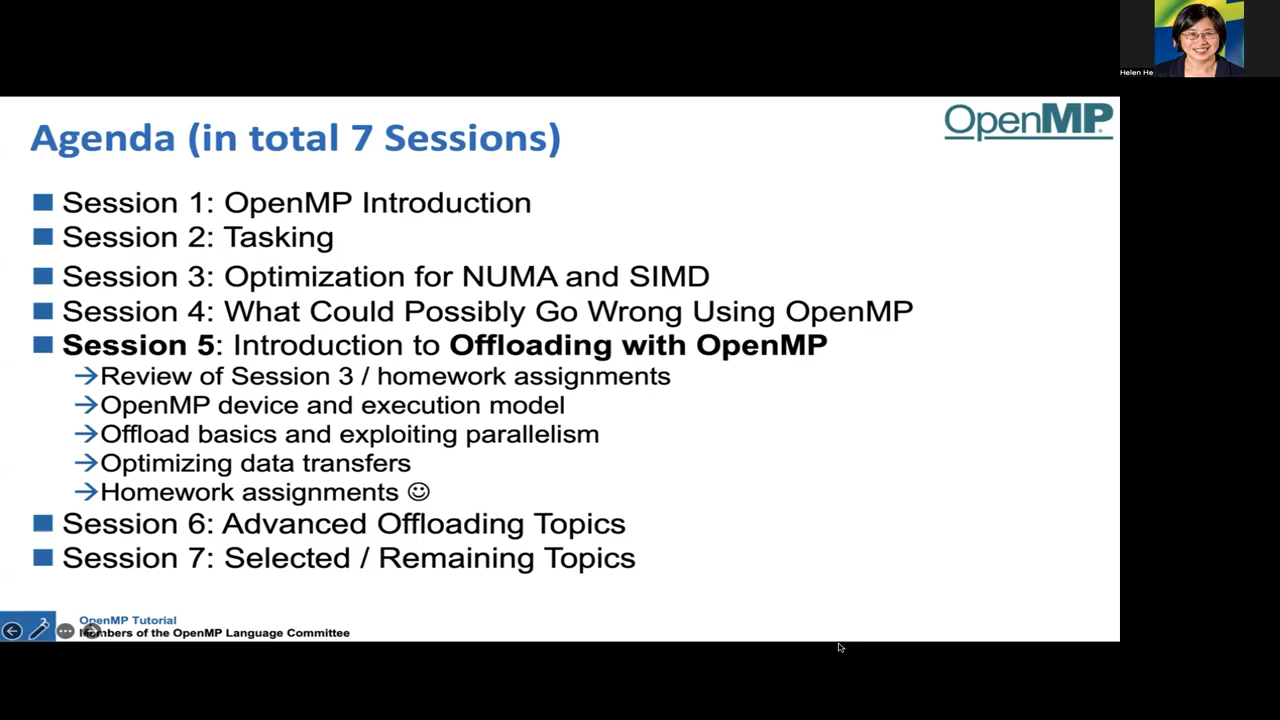 Helen He
Agenda (in total 7 Sessions)
OpenMP
Session 1: OpenMP Introduction
Session 2: Tasking
Session 3: Optimization for NUMA and SIMD
Session 4: What Could Possibly Go Wrong Using OpenMP
Session 5: Introduction to Offloading with OpenMP
→Review of Session 3 / homework assignments
→OpenMP device and execution model
→Offload basics and exploiting parallelism
→Optimizing data transfers
→Homework assignments ☺
Session 6: Advanced Offloading Topics
Session 7: Selected / Remaining Topics
OpenMP Tutorial
Members of the OpenMP Language Committee